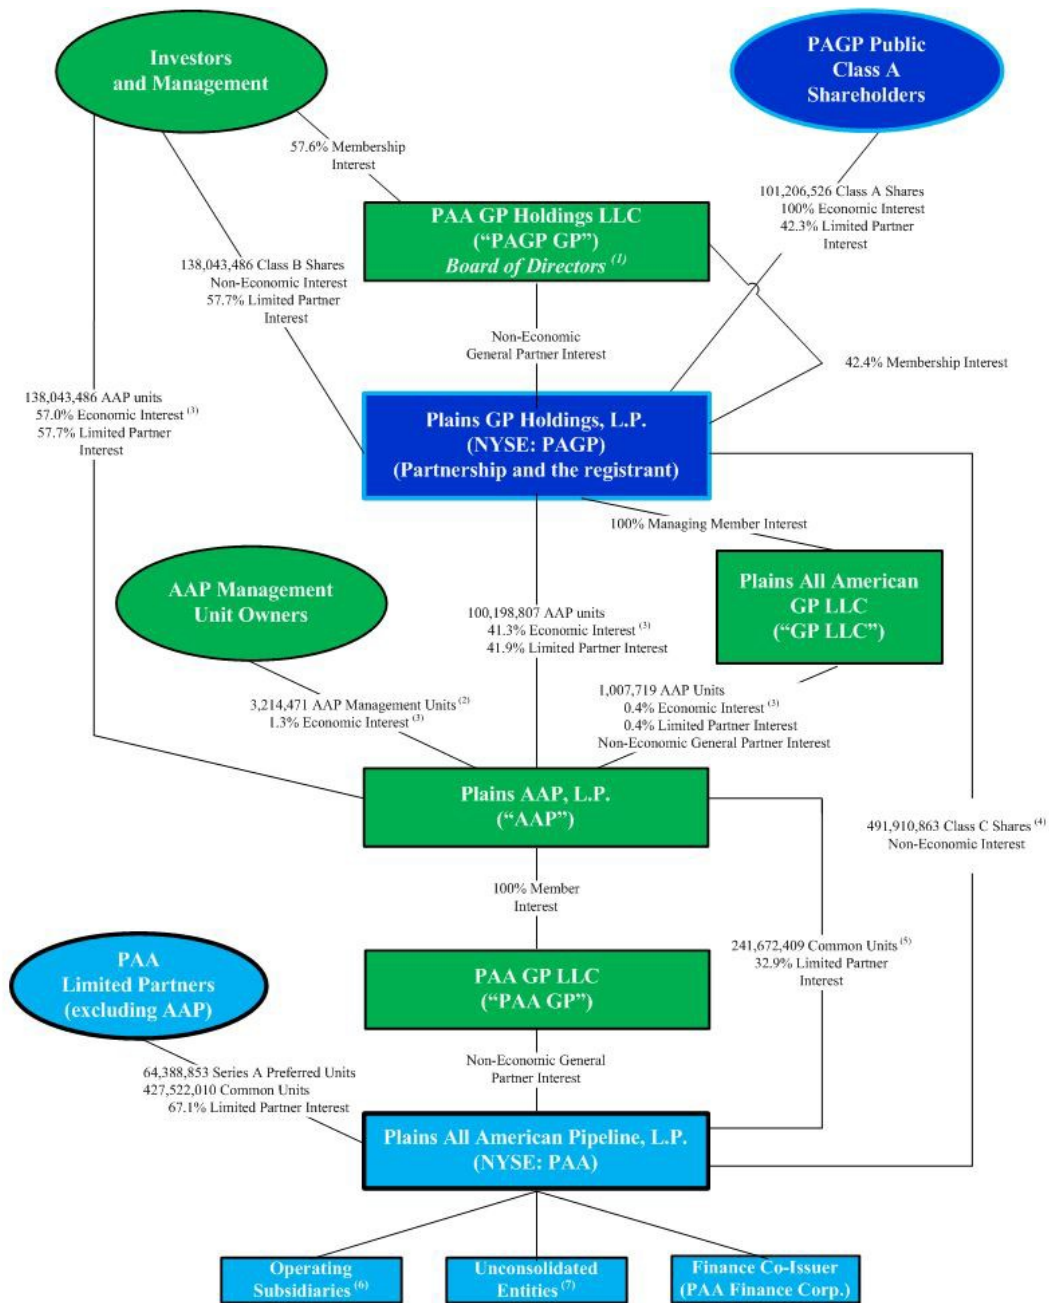 Investors
and Management
PAGP Public
Class A
Shareholders
57.6% Membership
Interest
101,206,526 Class A Shares
100% Economic Interest
42.3% Limited Partner
Interest
PAA GP Holdings LLC
(“PAGP GP”)
Board of Directors (1)
138,043,486 Class B Shares
Non-Economic Interest
57.7% Limited Partner
Interest
Non-Economic
General Partner Interest
42.4% Membership Interest
138,043,486 AAP units
57.0% Economic Interest (3)
57.7% Limited Partner
Interest
Plains GP Holdings, L.P.
(NYSE: PAGP)
(Partnership and the registrant)
100% Managing Member Interest
AAP Management
Unit Owners
Plains All American
GP LLC
(“GP LLC”)
100,198,807 AAP units
41.3% Economic Interest (3)
41.9% Limited Partner Interest
3,214,471 AAP Management Units (2)
1.3% Economic Interest (3)
1,007,719 AAP Units
0.4% Economic Interest (3)
0.4% Limited Partner Interest
Non-Economic General Partner Interest
Plains AAP, L.P.
(“AAP”)
491,910,863 Class C Shares (4)
Non-Economic Interest
100% Member
Interest
241,672,409 Common Units (5)
32.9% Limited Partner
Interest
PAA
Limited Partners
(excluding AAP)
PAA GP LLC
(“PAA GP”)
Non-Economic General
Partner Interest
64,388,853 Series A Preferred Units
427,522,010 Common Units
67.1% Limited Partner Interest
Plains All American Pipeline, L.P.
(NYSE: PAA)
Operating
Subsidiaries (6)
Unconsolidated
Entities (7)
Finance Co-Issuer
(PAA Finance Corp.)